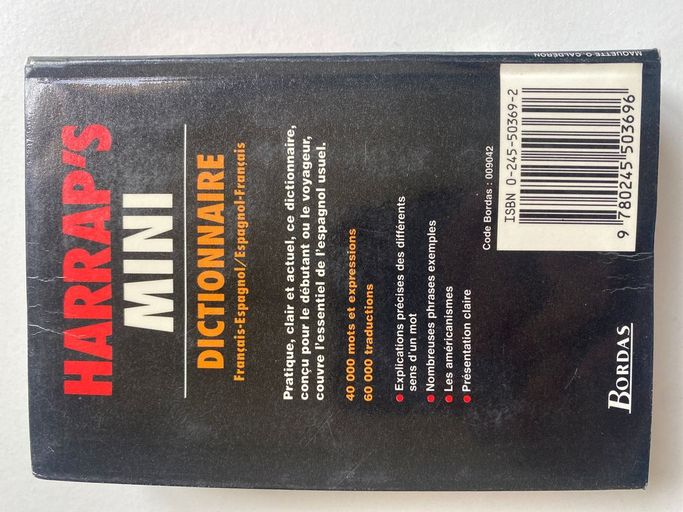 HARRAP'S
MINI
DICTIONNAIRE
Français-Espagnol/Espagnol-Français
Pratique, clair et actuel, ce dictionnaire,
conçu pour le débutant ou le voyageur,
couvre l'essentiel de l'espagnol usuel.
40 000 mots et expressions
60 000 traductions
● Explications précises des différents
sens d'un mot
● Nombreuses phrases exemples
● Les américanismes
● Présentation claire
Code Bordas : 009042
ISBN 0-245-50369-2
9 780245 503696
BORDAS
MAQUETTE O. CALDERON